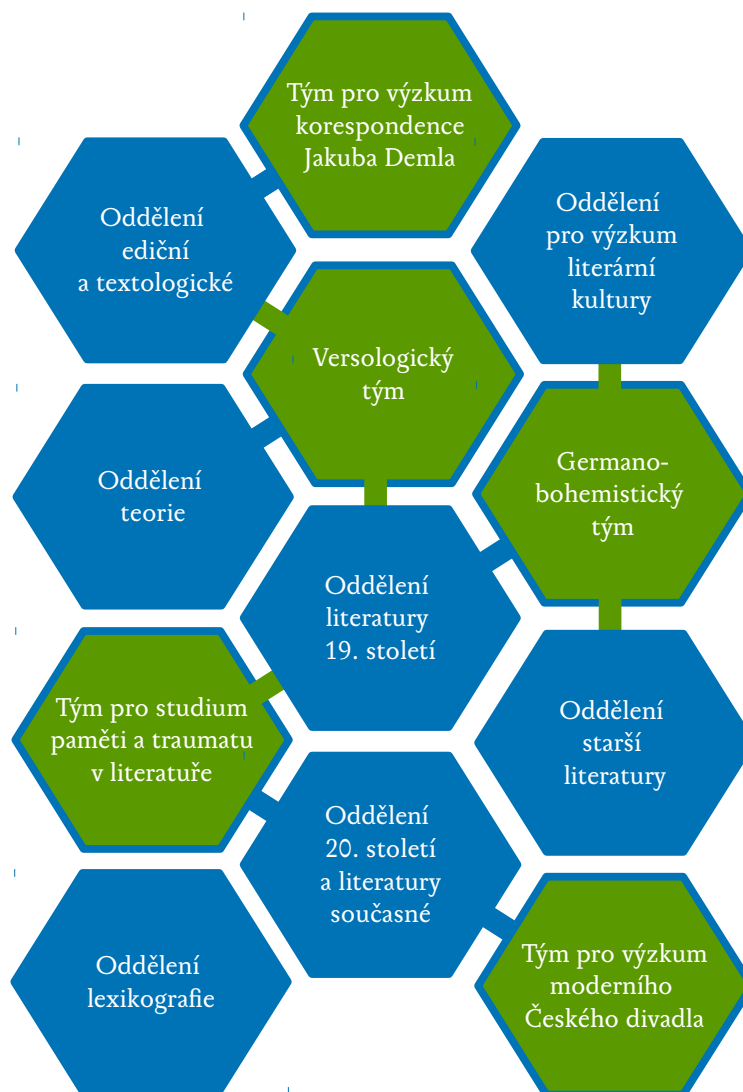 Tým pro výzkum
korespondence
Jakuba Demla
Oddělení
ediční
a textologické
Oddělení
pro výzkum
literární
kultury
Versologický
tým
Oddělení
teorie
Germano-
bohemistický
tým
Oddělení
literatury
19. století
Tým pro studium
paměti a traumatu
v literatuře
Oddělení
starší
literatury
Oddělení
20. století
a literatury
současné
Oddělení
lexikografie
Tým pro výzkum
moderního
Českého divadla